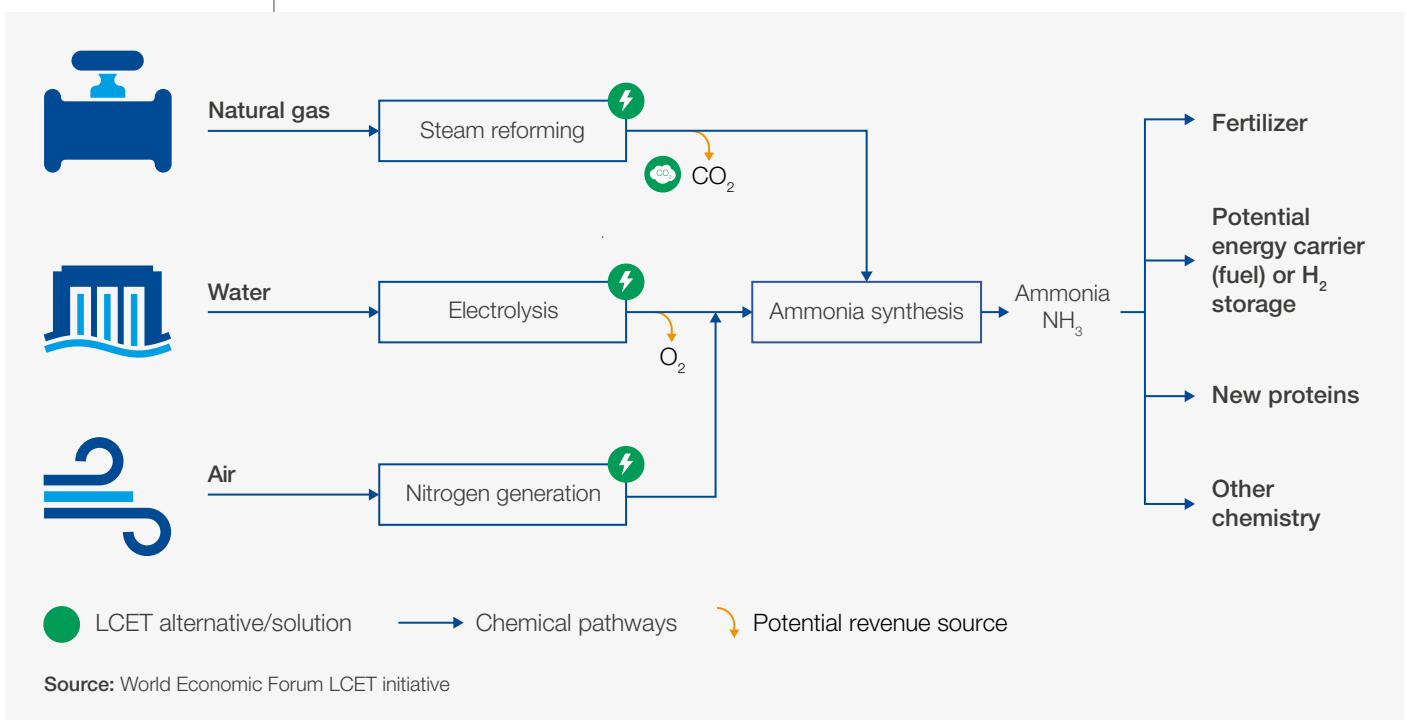 Natural gas
Steam reforming
CO₂
CO₂
Water
Electrolysis
O₂
Air
Nitrogen generation
Ammonia synthesis
Ammonia
NH₃
Fertilizer
Potential
energy carrier
(fuel) or H₂
storage
New proteins
Other
chemistry
LCET alternative/solution
Chemical pathways
Potential revenue source
Source: World Economic Forum LCET initiative